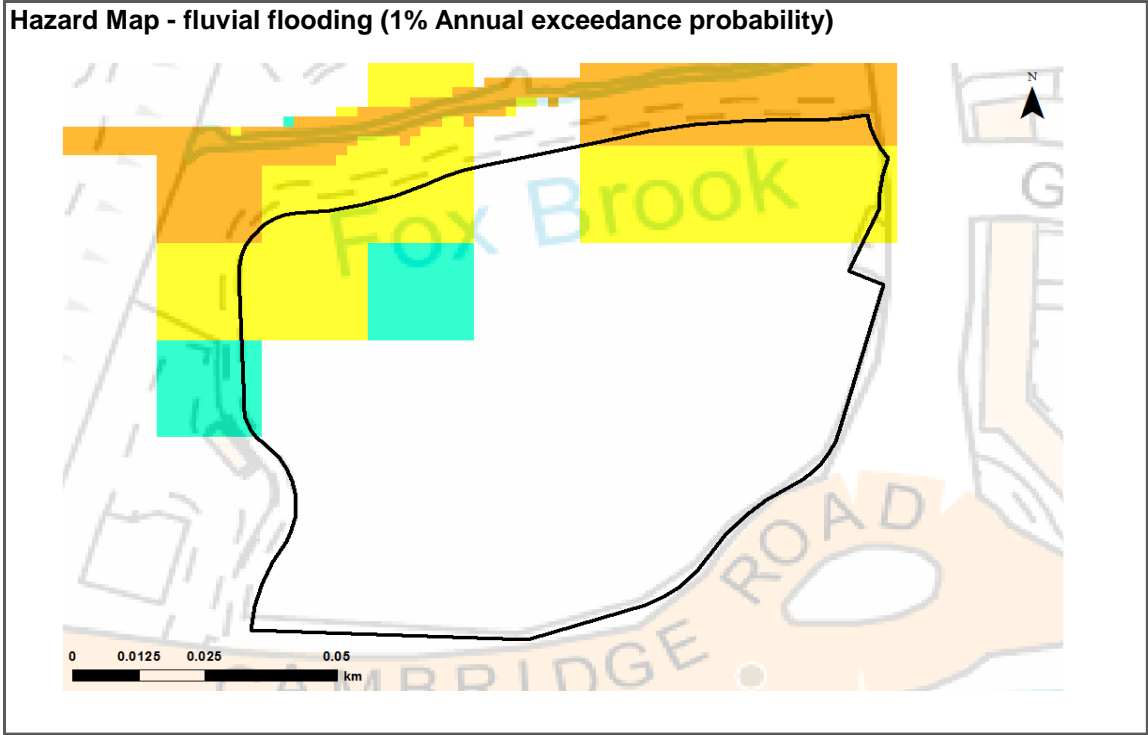 Hazard Map - fluvial flooding (1% Annual exceedance probability)
N
G
Fox Brook
ROAD
CAMBRIDGE
0 0.0125 0.025 0.05
km